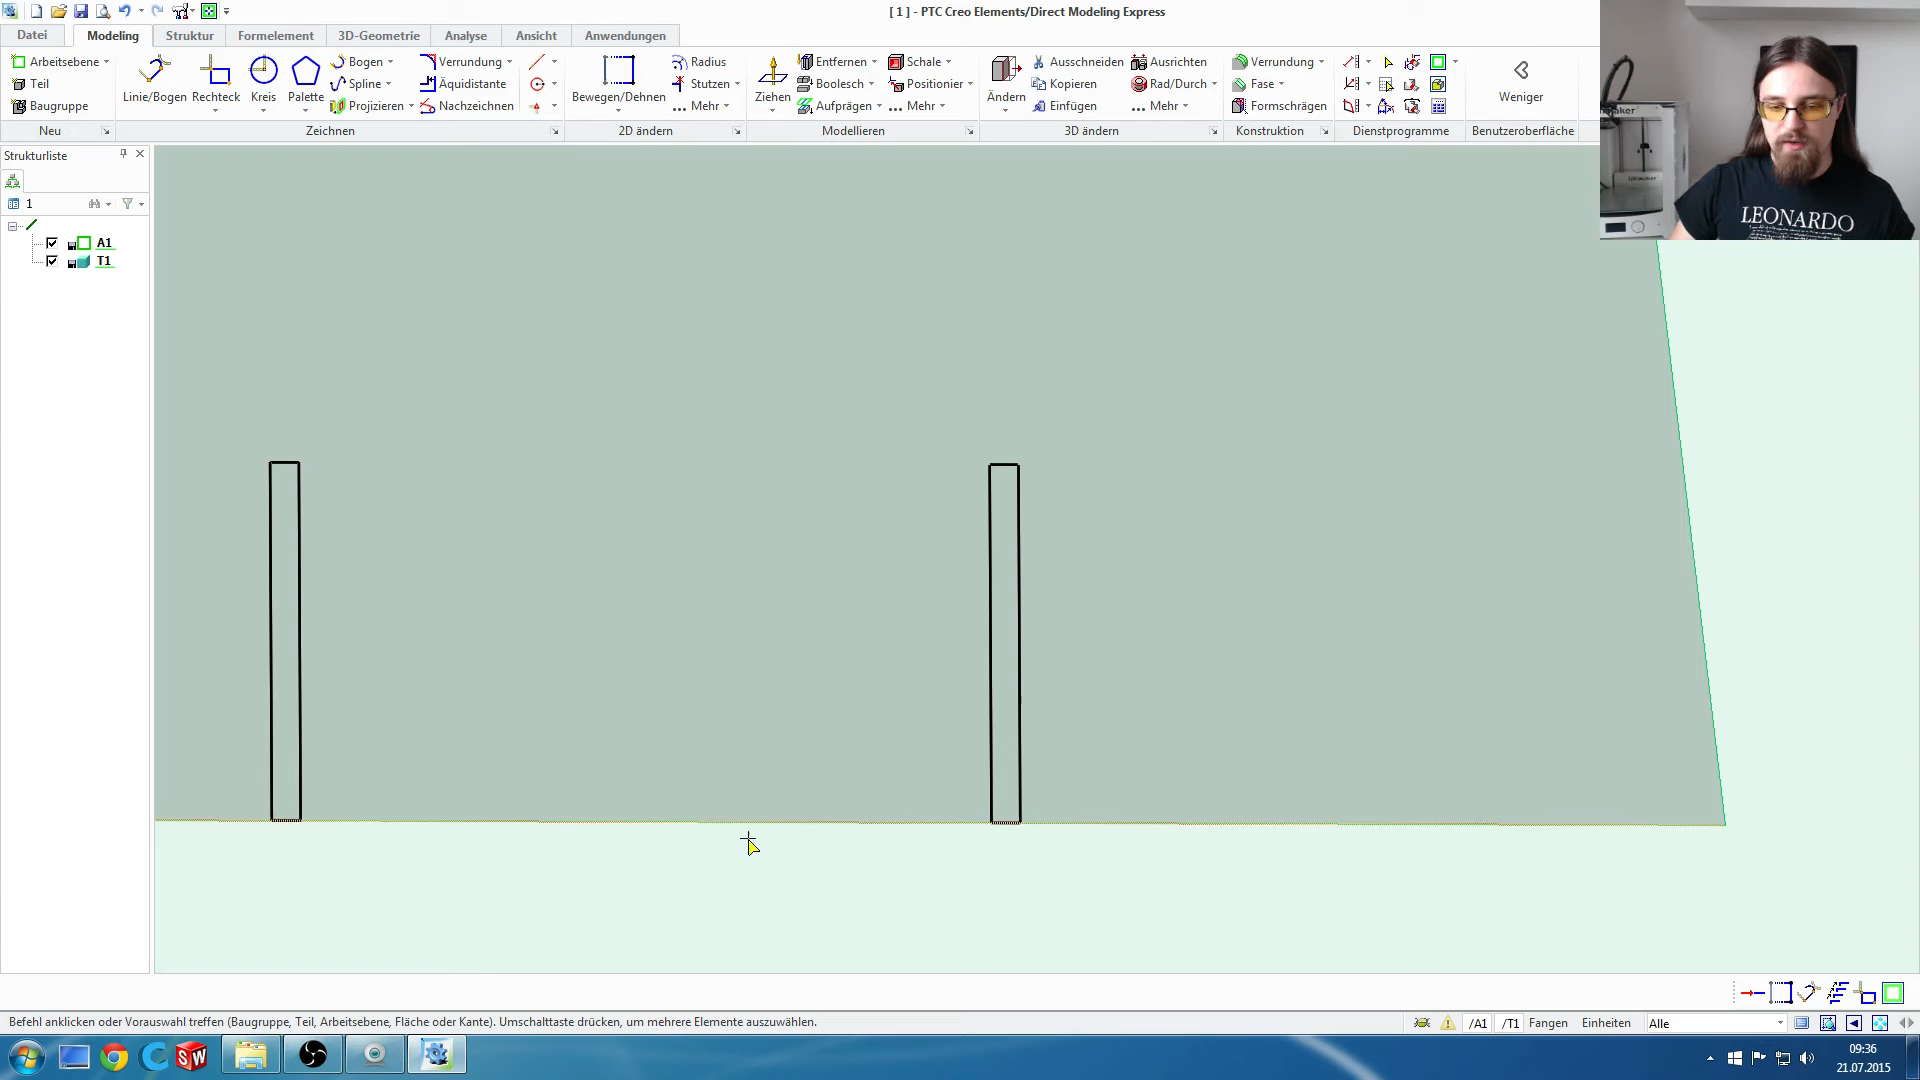 [ 1 ] - PTC Creo Elements/Direct Modeling Express
Datei Modeling Struktur Formelement 3D-Geometrie Analyse Ansicht Anwendungen
Arbeitsebene
Teil
Baugruppe
Neu
Linie/Bogen Rechteck Kreis Palette
Bogen
Spline
Projizieren
Verrundung
Äquidistante
Nachzeichnen
Zeichnen
Bewegen/Dehnen
Radius
Stutzen
Mehr
2D ändern
Ziehen
Entfernen
Boolesch
Aufprägen
Schale
Positionier
Mehr
Modellieren
Ändern
Ausschneiden
Kopieren
Einfügen
Ausrichten
Rad/Durch
Mehr
3D ändern
Verrundung
Fase
Formschrägen
Konstruktion
Dienstprogramme
Weniger
Benutzeroberfläche
Strukturliste
1
A1
T1
LEONARDO
Befehl anklicken oder Vorauswahl treffen (Baugruppe, Teil, Arbeitsebene, Fläche oder Kante). Umschalttaste drücken, um mehrere Elemente auszuwählen.
/A1 /T1 Fangen Einheiten Alle
SW
09:36
21.07.2015